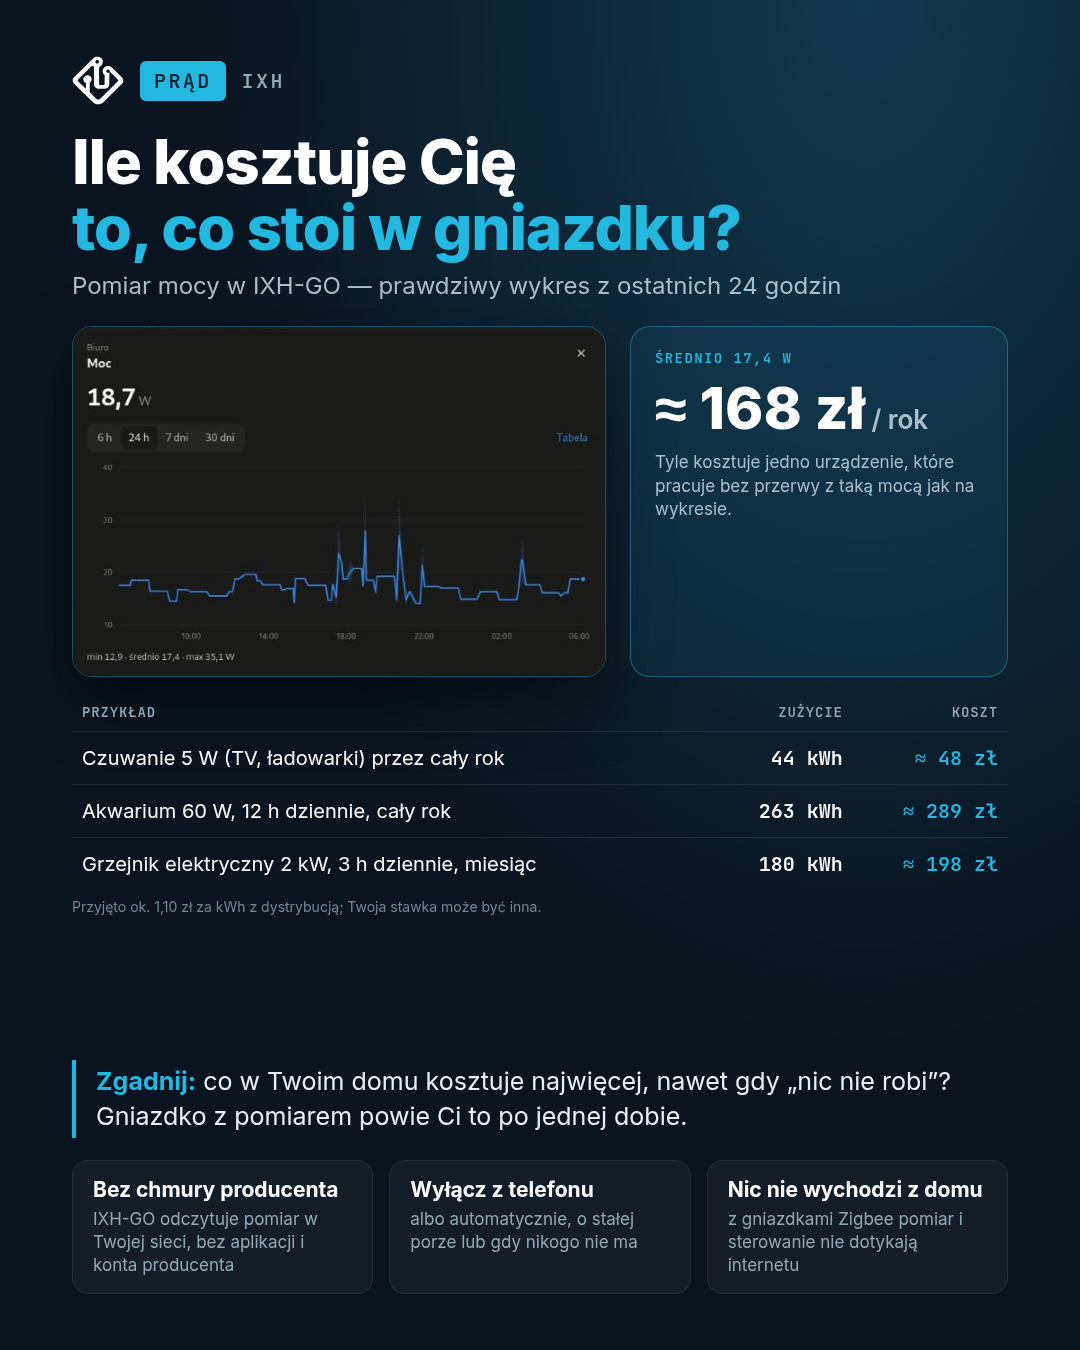 PRĄD IXH
Ile kosztuje Cię
to, co stoi w gniazdku?
Pomiar mocy w IXH-GO — prawdziwy wykres z ostatnich 24 godzin
Biuro
Moc
×
18,7 W
6 h 24 h 7 dni 30 dni
Tabela
40
30
20
10
10:00 14:00 18:00 22:00 02:00 06:00
min 12,9 · średnio 17,4 · max 35,1 W
ŚREDNIO 17,4 W
≈ 168 zł / rok
Tyle kosztuje jedno urządzenie, które
pracuje bez przerwy z taką mocą jak na
wykresie.
PRZYKŁAD ZUŻYCIE KOSZT
Czuwanie 5 W (TV, ładowarki) przez cały rok 44 kWh ≈ 48 zł
Akwarium 60 W, 12 h dziennie, cały rok 263 kWh ≈ 289 zł
Grzejnik elektryczny 2 kW, 3 h dziennie, miesiąc 180 kWh ≈ 198 zł
Przyjęto ok. 1,10 zł za kWh z dystrybucją; Twoja stawka może być inna.
Zgadnij: co w Twoim domu kosztuje najwięcej, nawet gdy „nic nie robi”?
Gniazdko z pomiarem powie Ci to po jednej dobie.
Bez chmury producenta
IXH-GO odczytuje pomiar w
Twojej sieci, bez aplikacji i
konta producenta
Wyłącz z telefonu
albo automatycznie, o stałej
porze lub gdy nikogo nie ma
Nic nie wychodzi z domu
z gniazdkami Zigbee pomiar i
sterowanie nie dotykają
internetu